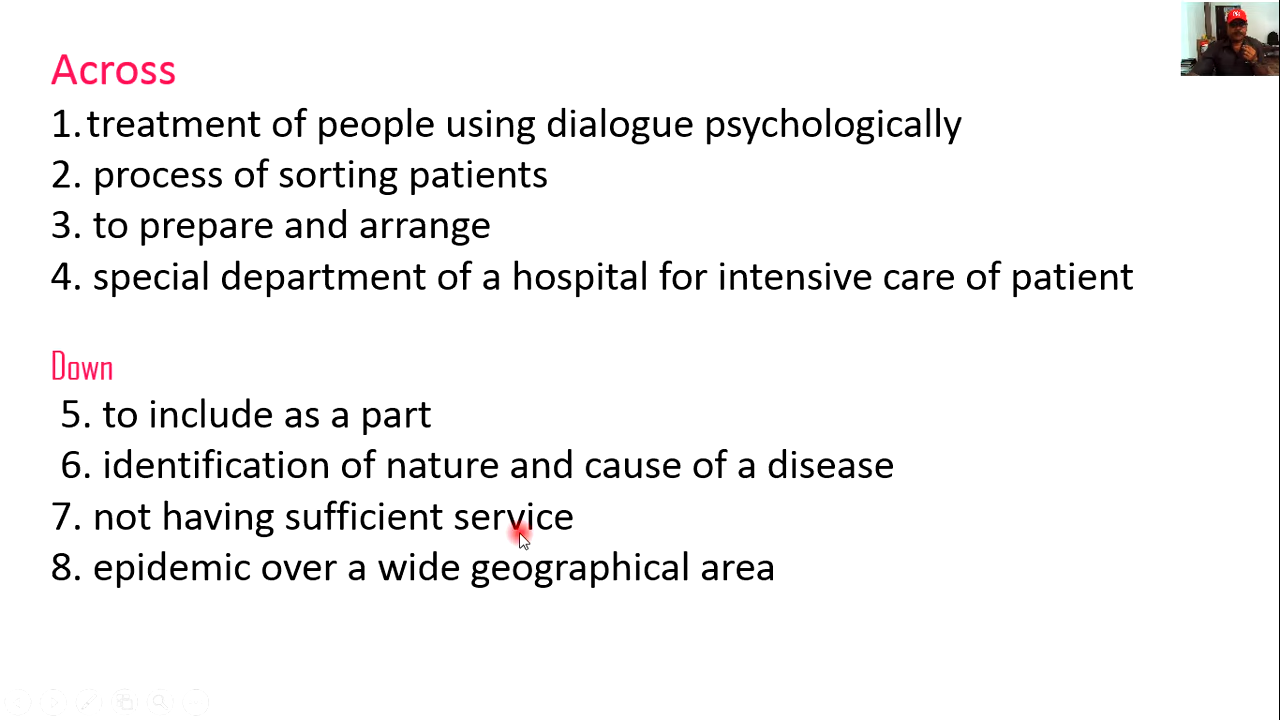 Across
1. treatment of people using dialogue psychologically
2. process of sorting patients
3. to prepare and arrange
4. special department of a hospital for intensive care of patient
Down
5. to include as a part
6. identification of nature and cause of a disease
7. not having sufficient service
8. epidemic over a wide geographical area